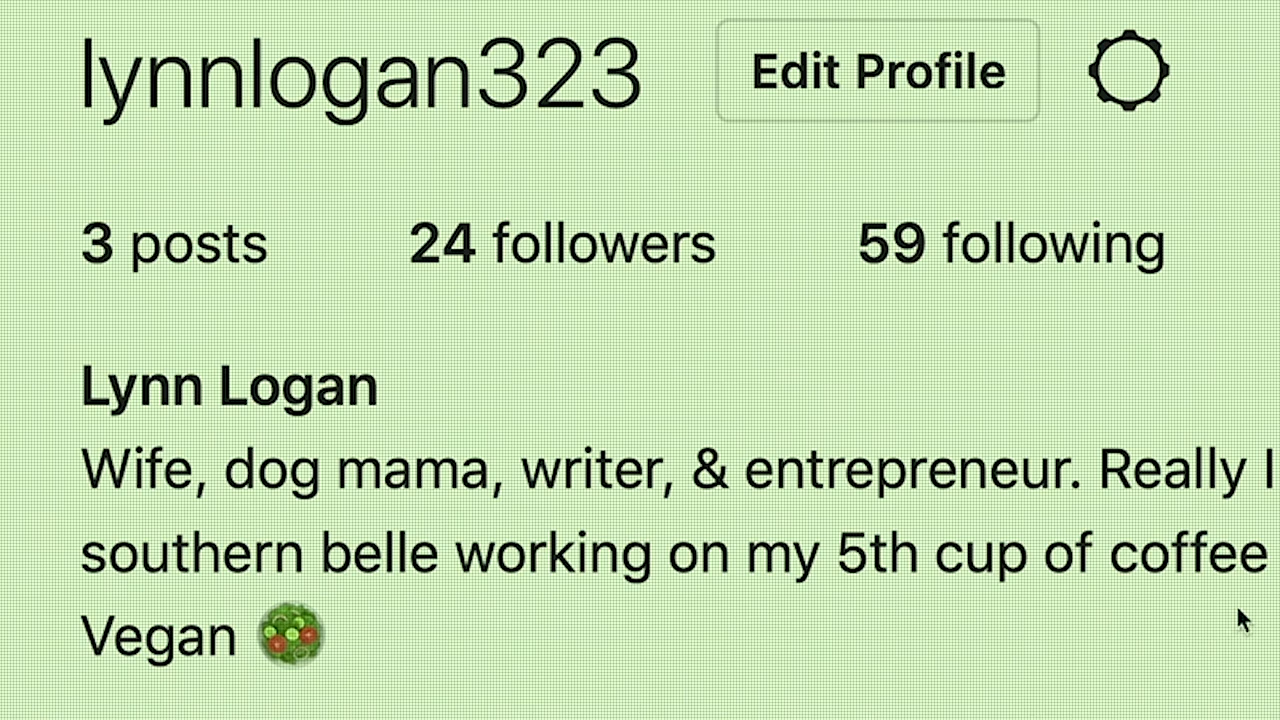 lynnlogan323 Edit Profile
3 posts 24 followers 59 following
Lynn Logan
Wife, dog mama, writer, & entrepreneur. Really I
southern belle working on my 5th cup of coffee
Vegan 🥗